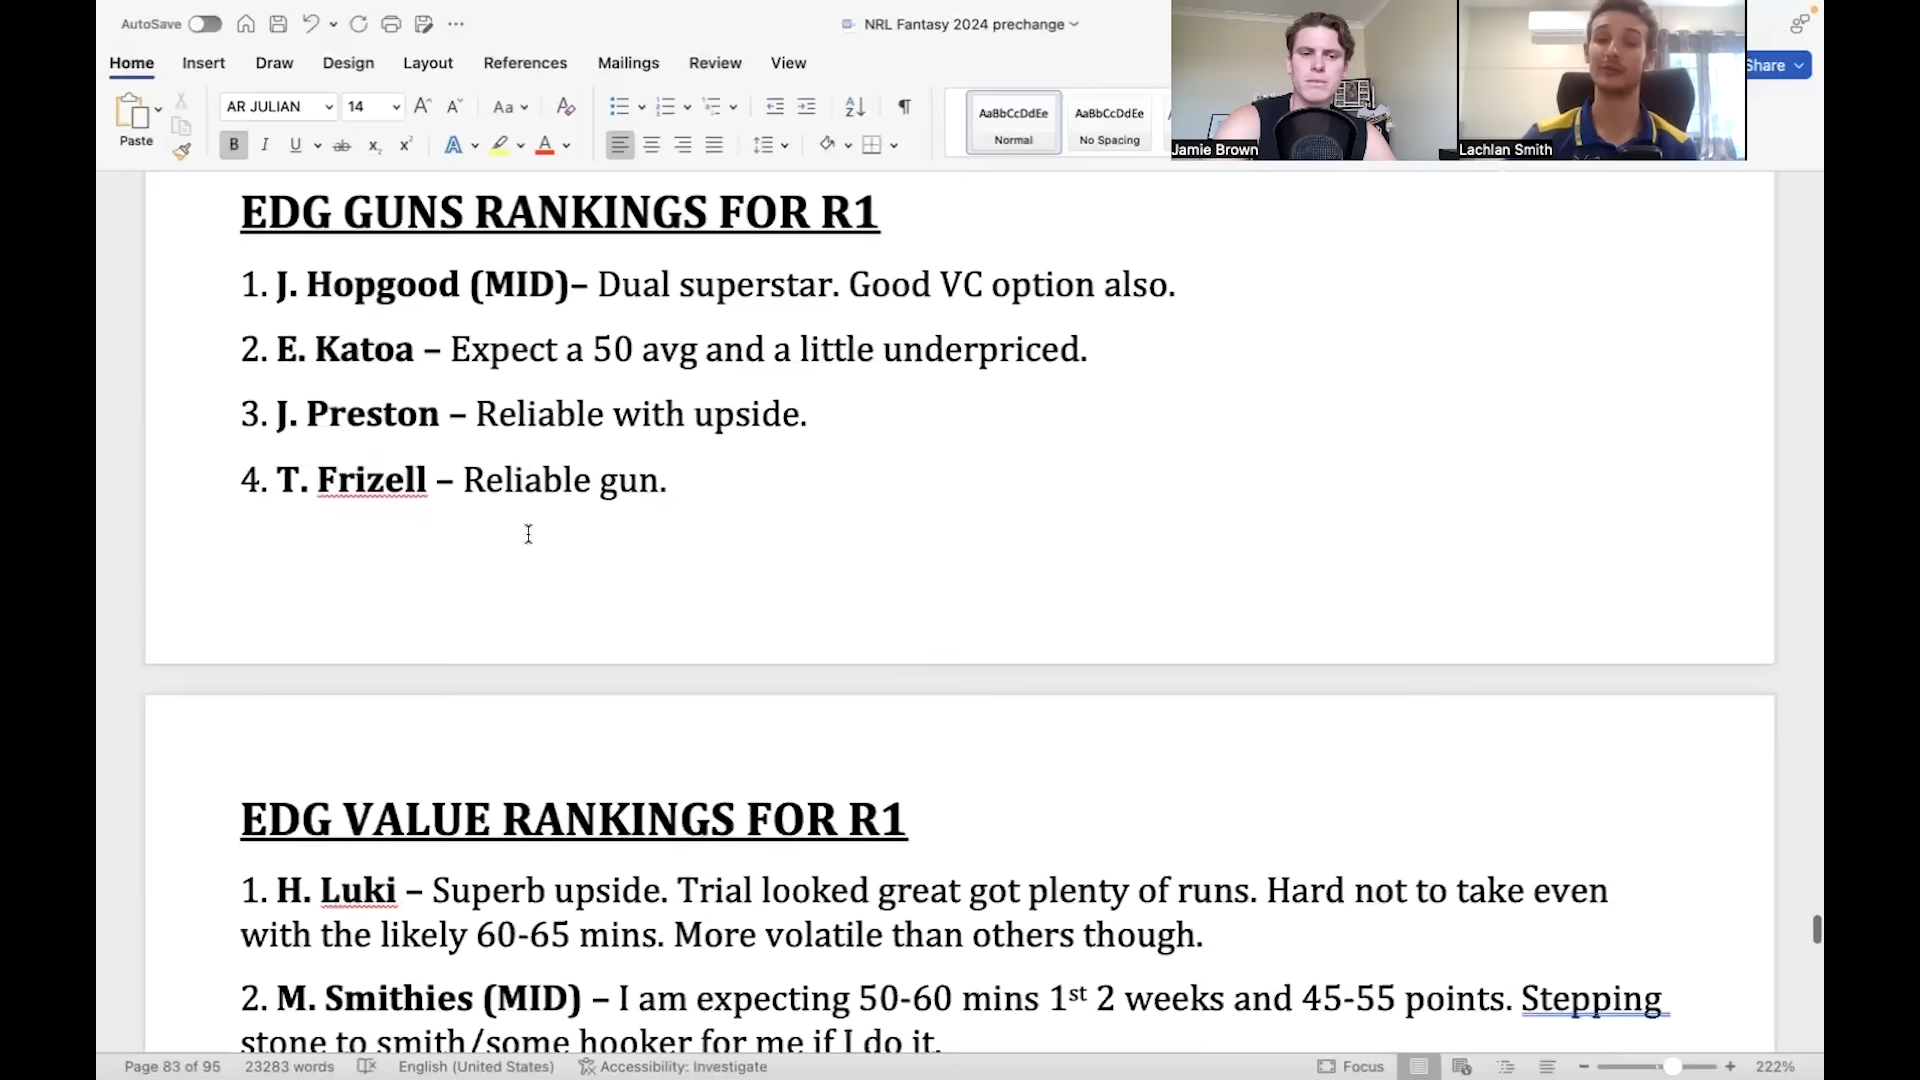 AutoSave
NRL Fantasy 2024 prechange
Home Insert Draw Design Layout References Mailings Review View
Share
Paste
AR JULIAN 14
AaBbCcDdEe
Normal
AaBbCcDdEe
No Spacing
Jamie Brown
Lachlan Smith
EDG GUNS RANKINGS FOR R1
1. J. Hopgood (MID)– Dual superstar. Good VC option also.
2. E. Katoa – Expect a 50 avg and a little underpriced.
3. J. Preston – Reliable with upside.
4. T. Frizell – Reliable gun.
EDG VALUE RANKINGS FOR R1
1. H. Luki – Superb upside. Trial looked great got plenty of runs. Hard not to take even
with the likely 60-65 mins. More volatile than others though.
2. M. Smithies (MID) – I am expecting 50-60 mins 1st 2 weeks and 45-55 points. Stepping
stone to smith/some hooker for me if I do it.
Page 83 of 95 23283 words English (United States) Accessibility: Investigate Focus 222%